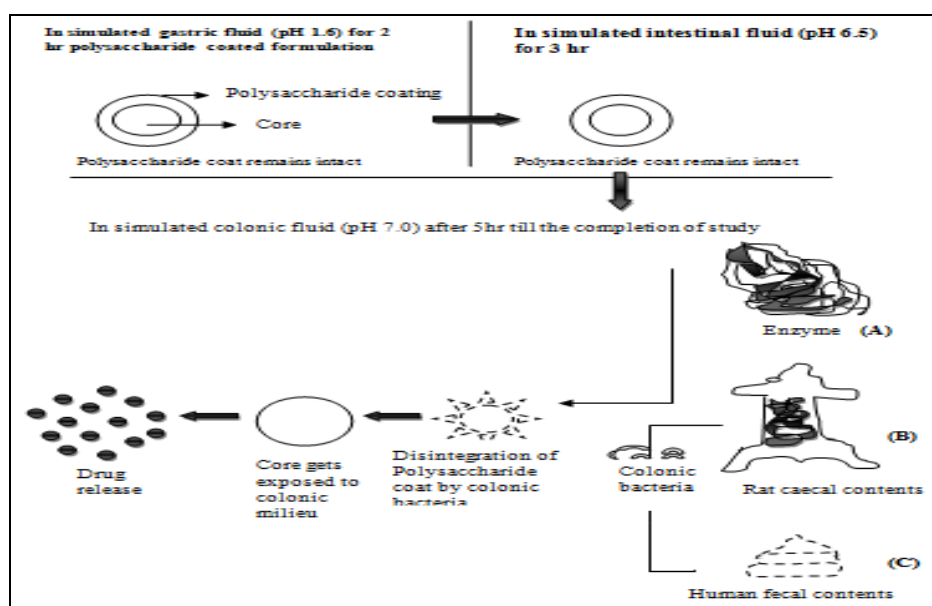 In simulated gastric fluid (pH 1.6) for 2
hr polysaccharide coated formulation
In simulated intestinal fluid (pH 6.5)
for 3 hr
Polysaccharide coating
Core
Polysaccharide coat remains intact
Polysaccharide coat remains intact
In simulated colonic fluid (pH 7.0) after 5hr till the completion of study
Enzyme (A)
Drug
release
Core gets
exposed to
colonic
milieu
Disintegration of
Polysaccharide
coat by colonic
bacteria
Colonic
bacteria
(B)
Rat caecal contents
(C)
Human fecal contents